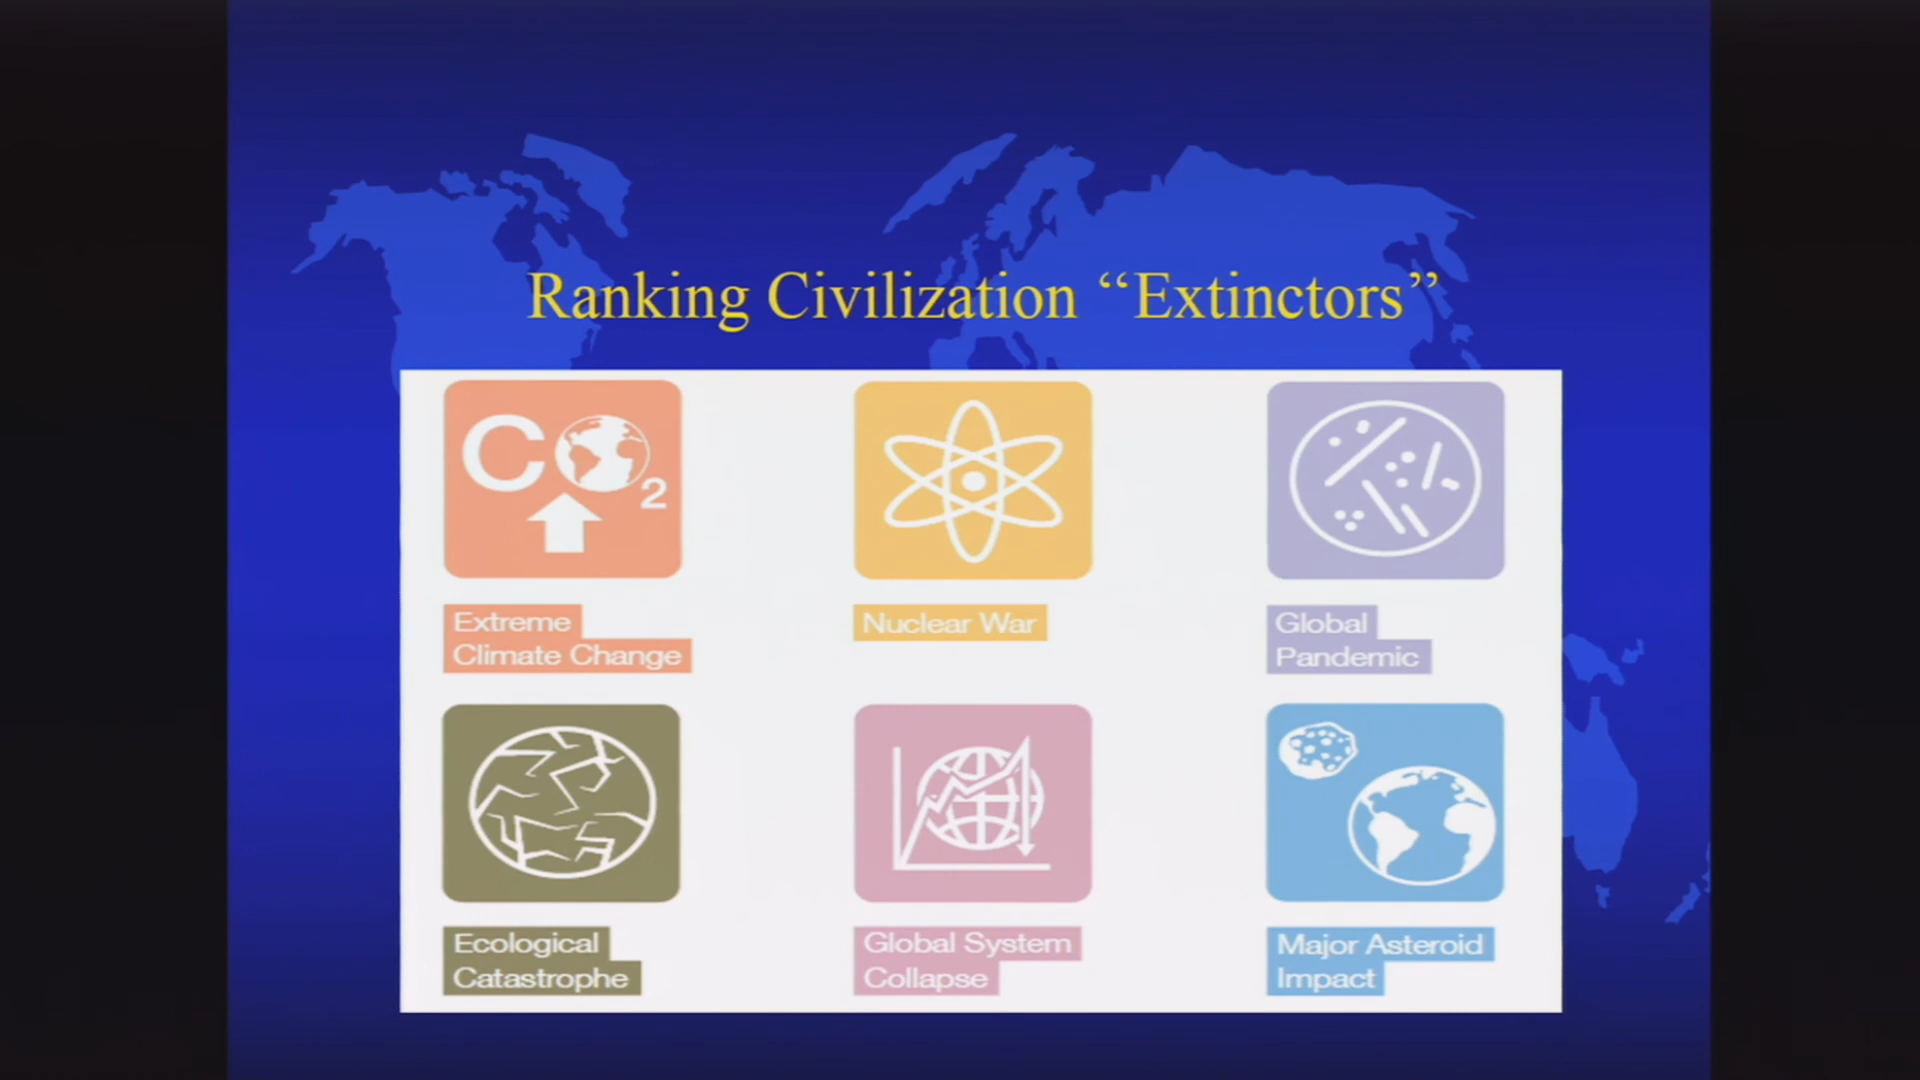 Ranking Civilization “Extinctors”
CO2
Extreme
Climate Change
Nuclear War
Global
Pandemic
Ecological
Catastrophe
Global System
Collapse
Major Asteroid
Impact